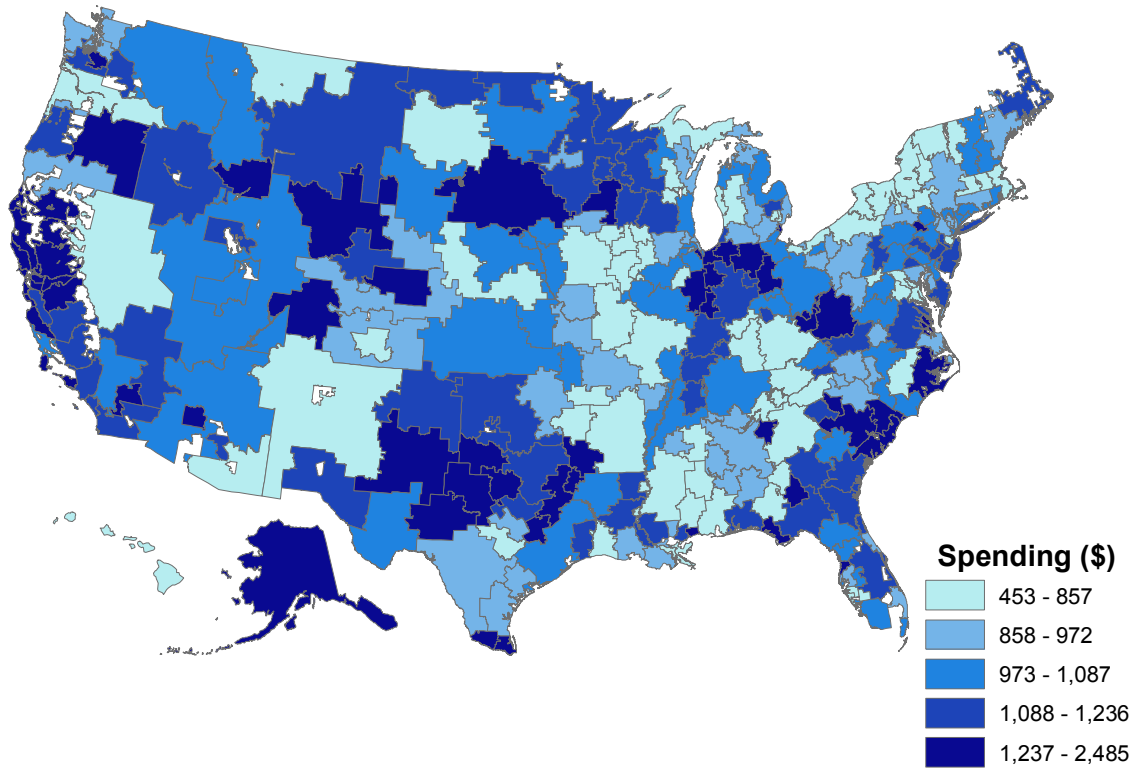 Spending ($)
453 - 857
858 - 972
973 - 1,087
1,088 - 1,236
1,237 - 2,485